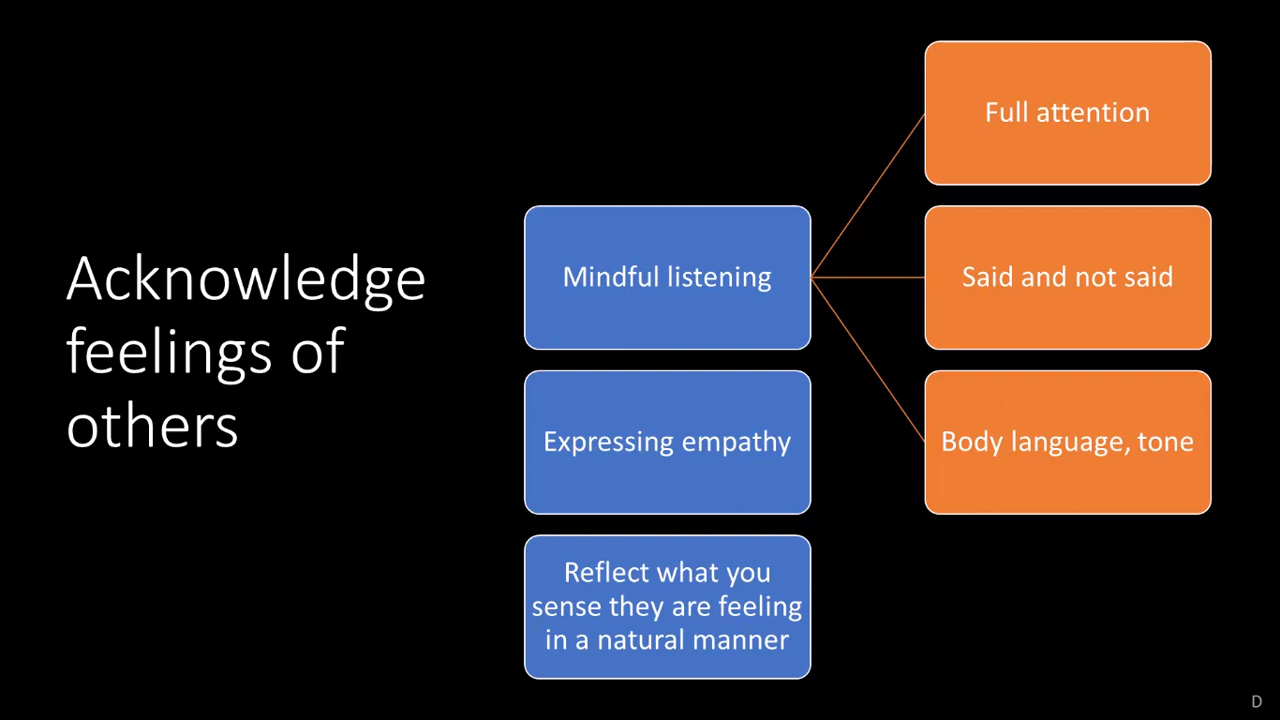 Acknowledge
feelings of
others
Mindful listening
Full attention
Said and not said
Body language, tone
Expressing empathy
Reflect what you
sense they are feeling
in a natural manner
D